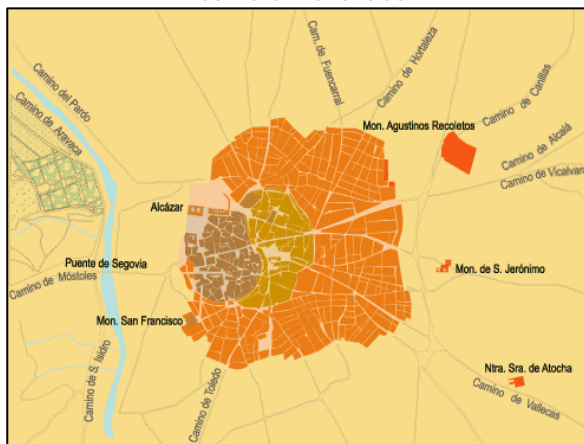 Camino del Pardo
Camino de Aravaca
Cam. de Fuencarral
Camino de Hortaleza
Camino de Canillas
Mon. Agustinos Recoletos
Camino de Alcalá
Camino de Vicalvaro
Alcázar
Puente de Segovia
Camino de Móstoles
Mon. de S. Jerónimo
Mon. San Francisco
Camino de S. Isidro
Camino de Toledo
Ntra. Sra. de Atocha
Camino de Vallecas